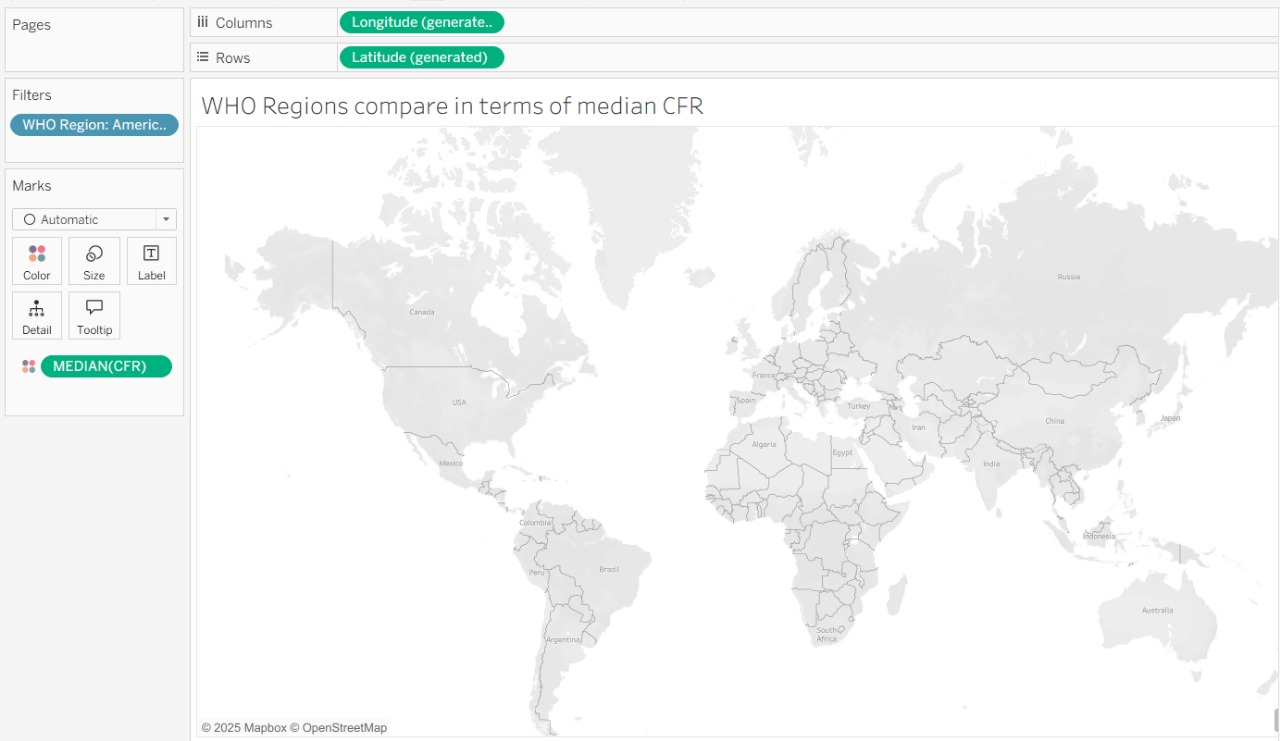 Pages
Columns
Longitude (generate..
Rows
Latitude (generated)
Filters
WHO Region: Americ..
Marks
Automatic
Color
Size
Label
Detail
Tooltip
MEDIAN(CFR)
WHO Regions compare in terms of median CFR
Russia
Canada
France
USA
Spain
Turkey
Japan
China
Iran
Algeria
Egypt
Mexico
India
Colombia
Indonesia
Peru
Brazil
Australia
South
Africa
Argentina
© 2025 Mapbox © OpenStreetMap